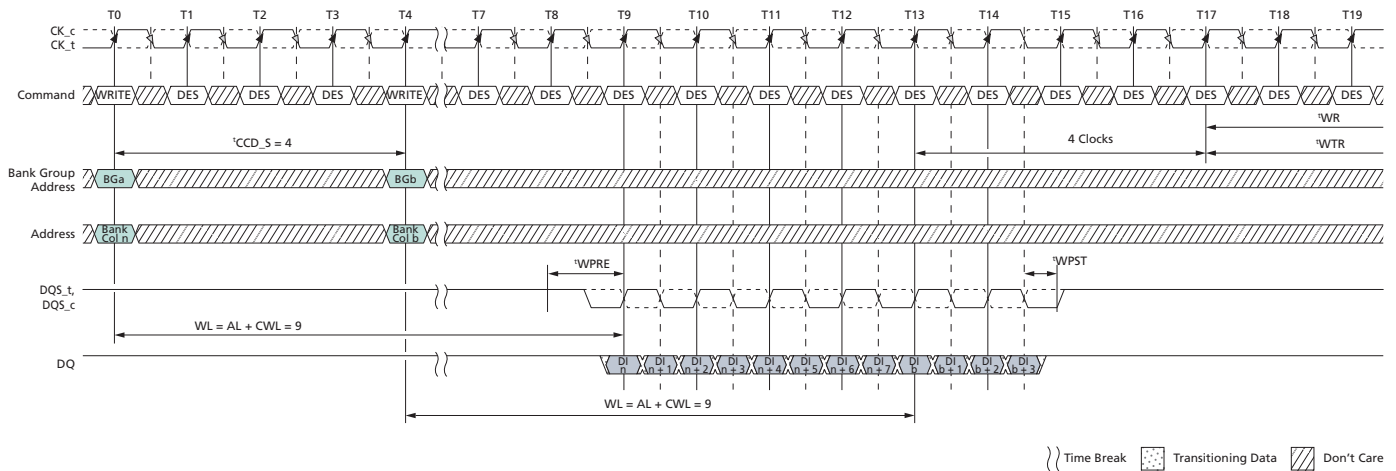 T0 T1 T2 T3 T4 T7 T8 T9 T10 T11 T12 T13 T14 T15 T16 T17 T18 T19
CK_c
CK_t
Command WRITE DES DES DES WRITE DES DES DES DES DES DES DES DES DES DES DES DES DES
tWR
tCCD_S = 4 4 Clocks tWTR
Bank Group
Address BGa BGb
Address Bank Col n Bank Col b
tWPRE tWPST
DQS_t,
DQS_c
WL = AL + CWL = 9
DQ DI n DI n + 1 DI n + 2 DI n + 3 DI n + 4 DI n + 5 DI n + 6 DI n + 7 DI b DI b + 1 DI b + 2 DI b + 3
WL = AL + CWL = 9
Time Break Transitioning Data Don't Care